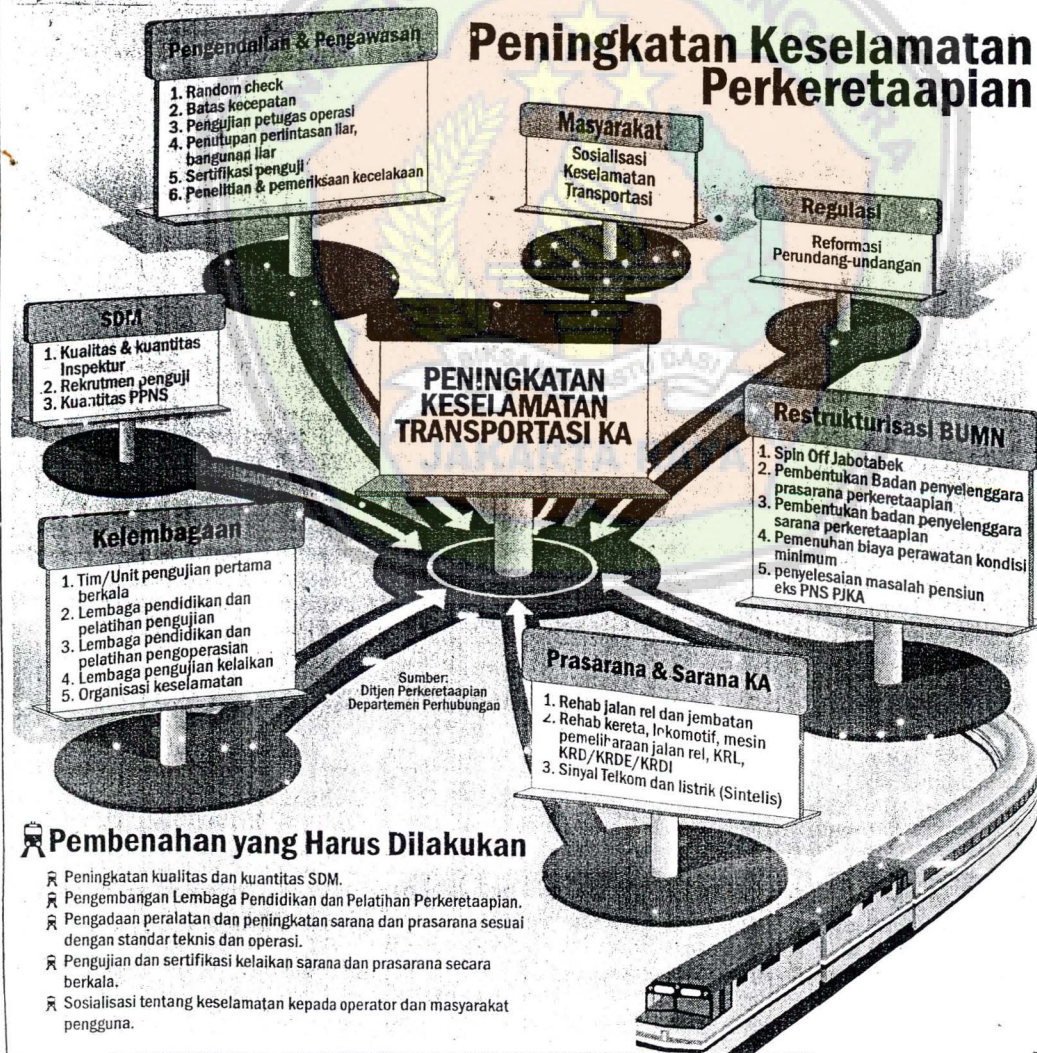 Peningkatan Keselamatan
Perkeretaapian
Pengendalian & Pengawasan
1. Random check
2. Batas kecepatan
3. Pengujian petugas operasi
4. Penutupan perlintasan liar,
bangunan liar
5. Sertifikasi penguji
6. Penelitian & pemeriksaan kecelakaan
Masyarakat
Sosialisasi
Keselamatan
Transportasi
Regulasi
Reformasi
Perundang-undangan
SDM
1. Kualitas & kuantitas
Inspektur
2. Rekrutmen penguji
3. Kuantitas PPNS
PENINGKATAN
KESELAMATAN
TRANSPORTASI KA
Restrukturisasi BUMN
1. Spin Off Jabotabek
2. Pembentukan Badan penyelenggara
prasarana perkeretaapian
3. Pembentukan badan penyelenggara
sarana perkeretaapian
4. Pemenuhan biaya perawatan kondisi
minimum
5. penyelesaian masalah pensiun
eks PNS PJKA
Kelembagaan
1. Tim/Unit pengujian pertama
berkala
2. Lembaga pendidikan dan
pelatihan pengujian
3. Lembaga pendidikan dan
pelatihan pengoperasian
4. Lembaga pengujian kelaikan
5. Organisasi keselamatan
Sumber:
Ditjen Perkeretaapian
Departemen Perhubungan
Prasarana & Sarana KA
1. Rehab jalan rel dan jembatan
2. Rehab kereta, lokomotif, mesin
pemeliharaan jalan rel, KRL,
KRD/KRDE/KRDI
3. Sinyal Telkom dan listrik (Sintelis)
Pembenahan yang Harus Dilakukan
Peningkatan kualitas dan kuantitas SDM.
Pengembangan Lembaga Pendidikan dan Pelatihan Perkeretaapian.
Pengadaan peralatan dan peningkatan sarana dan prasarana sesuai
dengan standar teknis dan operasi.
Pengujian dan sertifikasi kelaikan sarana dan prasarana secara
berkala.
Sosialisasi tentang keselamatan kepada operator dan masyarakat
pengguna.
JAKARTA RAYA